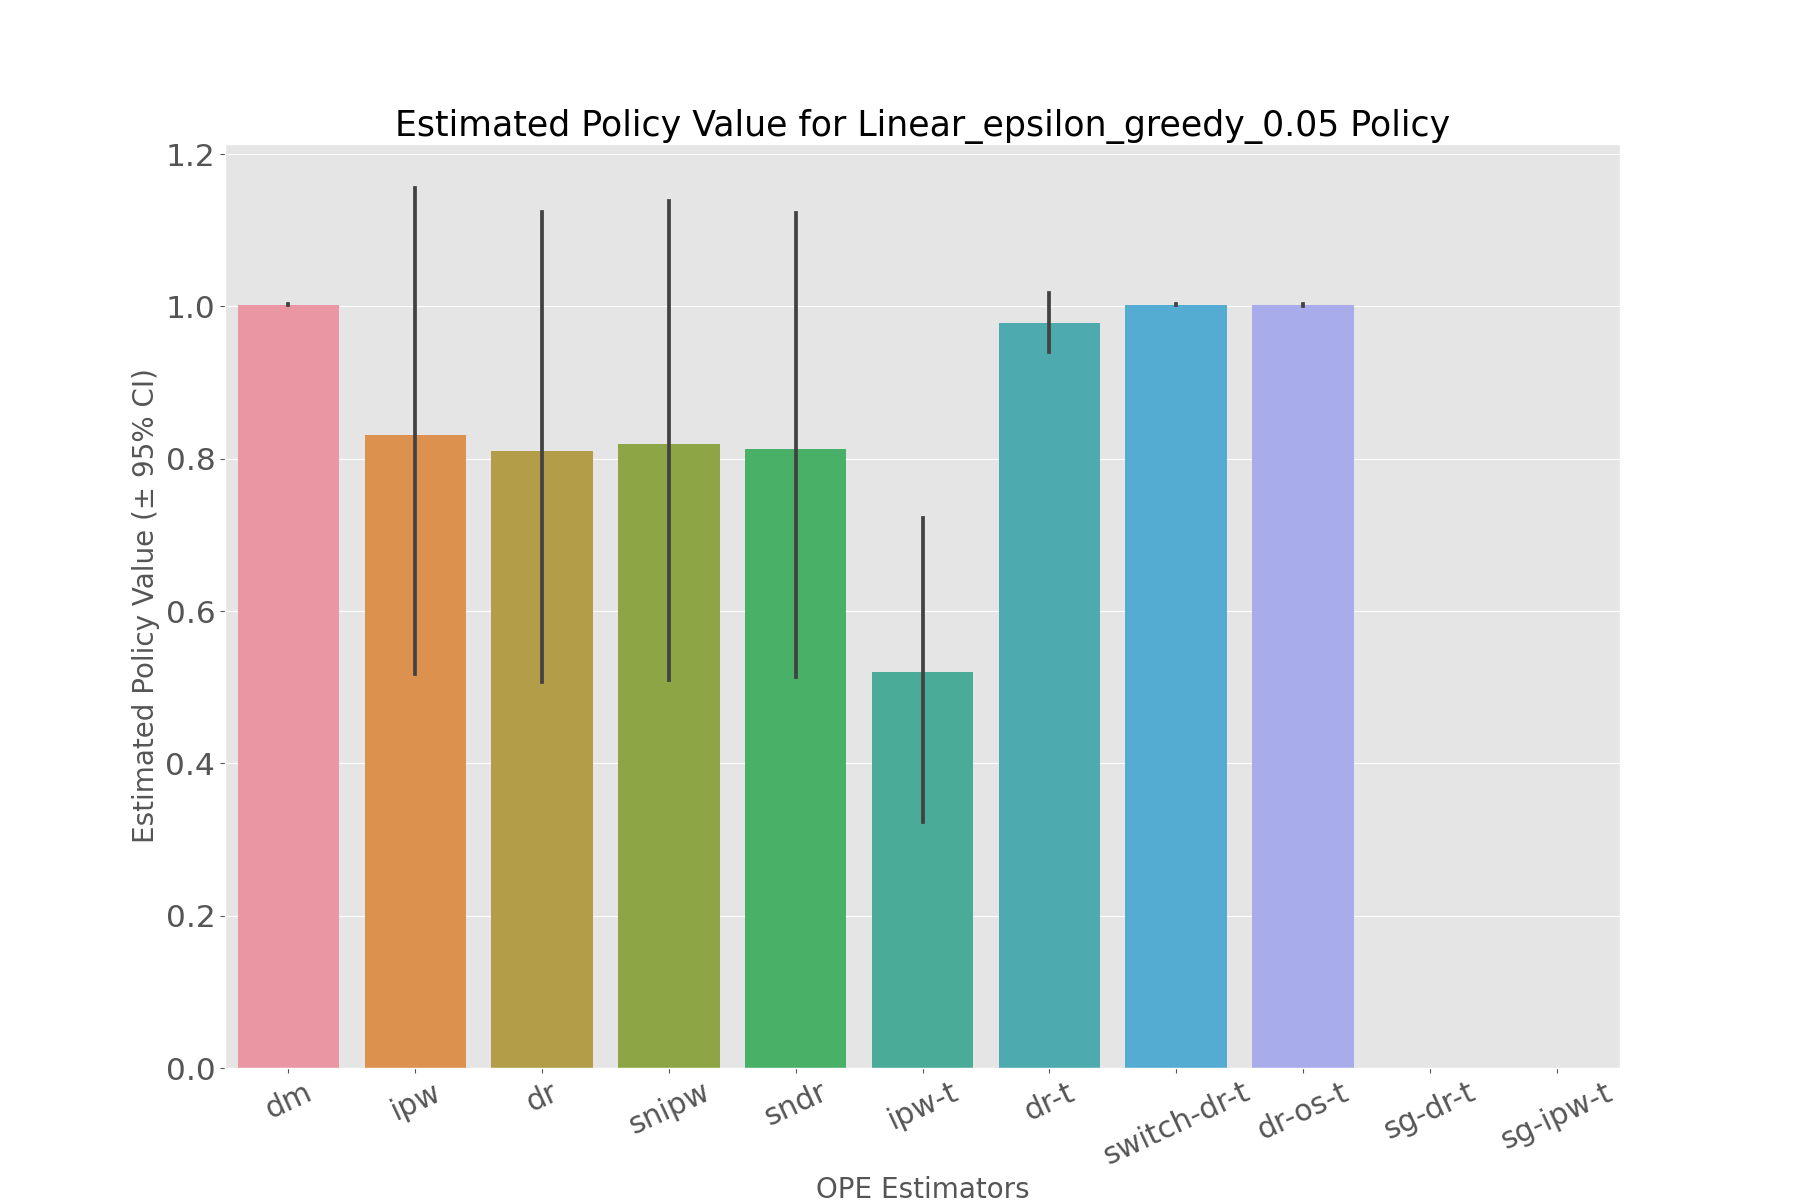 Estimated Policy Value for Linear_epsilon_greedy_0.05 Policy
Estimated Policy Value (± 95% CI)
1.2
1.0
0.8
0.6
0.4
0.2
0.0
dm
ipw
dr
snipw
sndr
ipw-t
dr-t
switch-dr-t
dr-os-t
sg-dr-t
sg-ipw-t
OPE Estimators